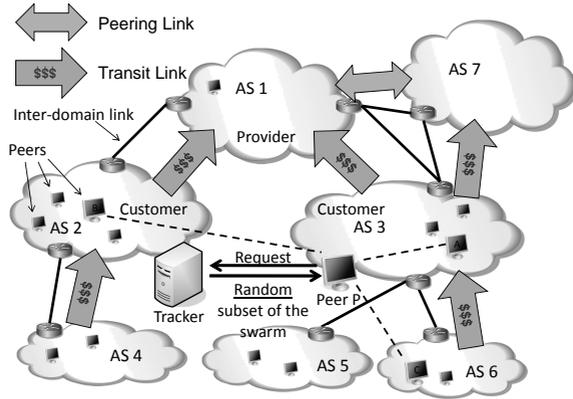 Peering Link
$$$
Transit Link
AS 1
AS 7
Inter-domain link
Provider
Peers
$$$
$$$
$$$
B
Customer
AS 2
Customer
AS 3
A
Request
$$$
Random
subset of the
swarm
Tracker
Peer P
$$$
AS 4
AS 5
C
AS 6